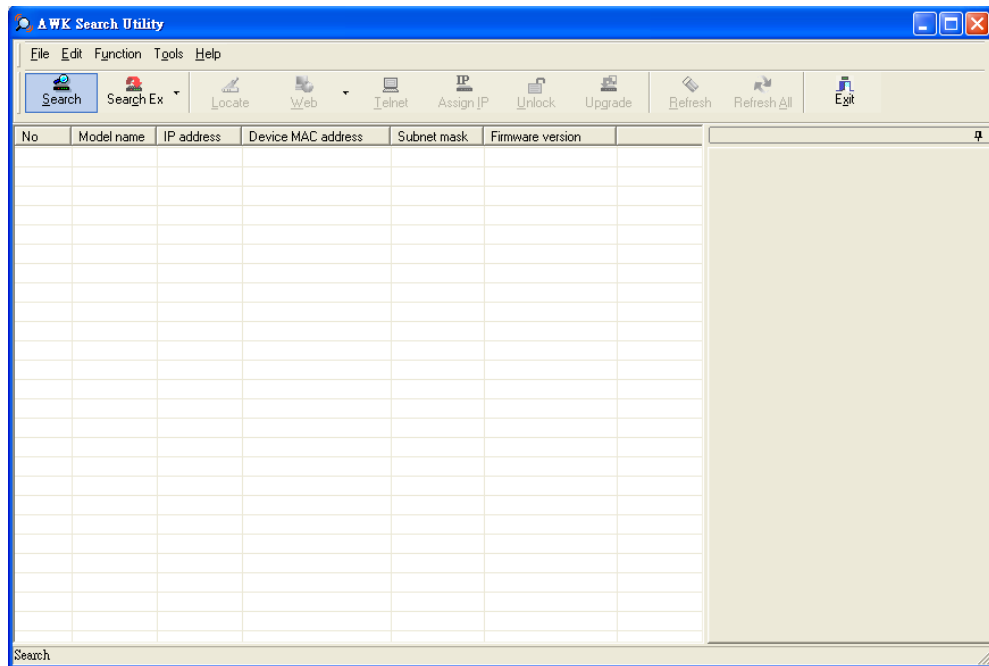 AWK Search Utility
File Edit Function Tools Help
Search Search Ex Locate Web Telnet Assign IP Unlock Upgrade Refresh Refresh All Exit
IP
No Model name IP address Device MAC address Subnet mask Firmware version
Search